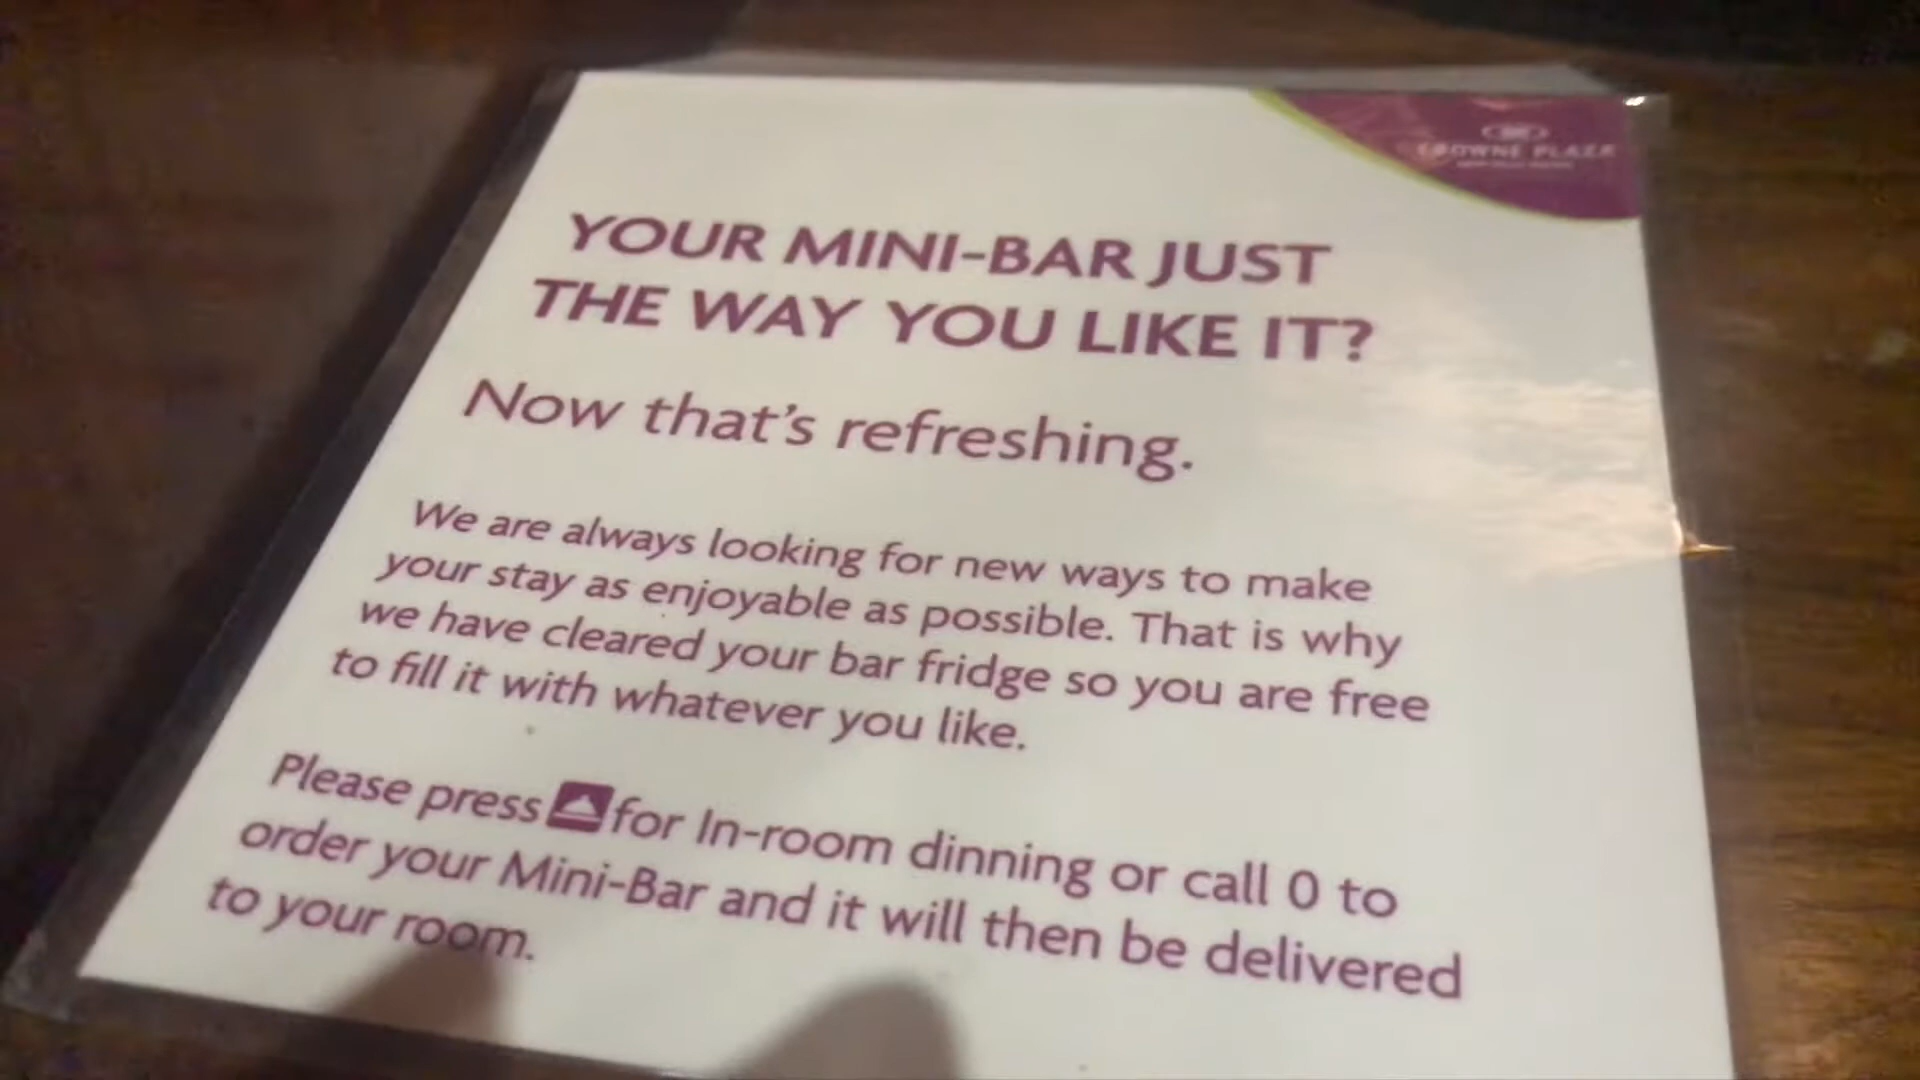 CROWNE PLAZA
YOUR MINI-BAR JUST
THE WAY YOU LIKE IT?
Now that's refreshing.
We are always looking for new ways to make
your stay as enjoyable as possible. That is why
we have cleared your bar fridge so you are free
to fill it with whatever you like.
Please press for In-room dinning or call 0 to
order your Mini-Bar and it will then be delivered
to your room.